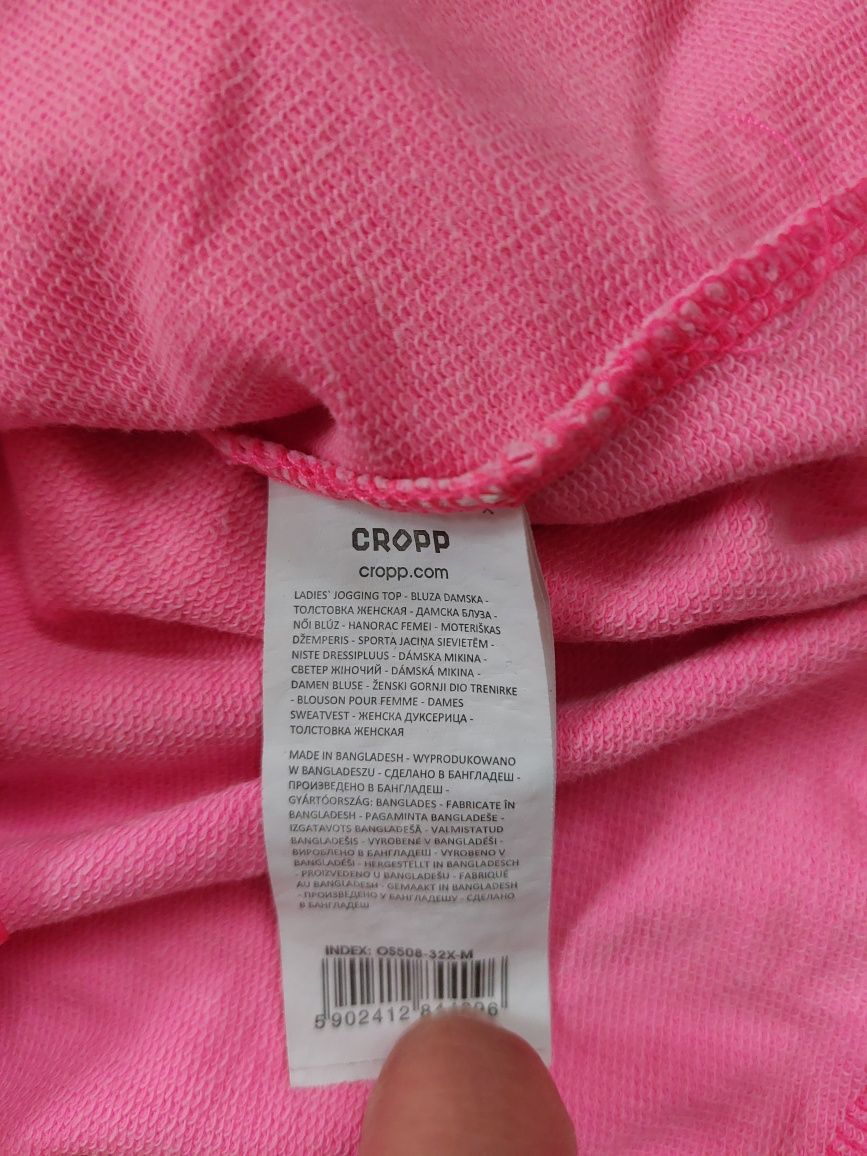 CROPP
cropp.com
LADIES' JOGGING TOP - BLUZA DAMSKA -
ТОЛСТОВКА ЖЕНСКАЯ - ДАМСКА БЛУЗА -
NŐI BLÚZ - HANORAC FEMEI - MOTERIŠKAS
DŽEMPERIS - SPORTA JACIŅA SIEVIETĒM -
NISTE DRESSIPLUUS - DÁMSKA MIKINA -
СВЕТЕР ЖІНОЧИЙ - DÁMSKÁ MIKINA -
DAMEN BLUSE - ŽENSKI GORNJI DIO TRENIRKE
- BLOUSON POUR FEMME - DAMES
SWEATVEST - ЖЕНСКА ДУКСЕРИЦА -
ТОЛСТОВКА ЖЕНСКАЯ
MADE IN BANGLADESH - WYPRODUKOWANO
W BANGLADESZU - СДЕЛАНО В БАНГЛАДЕШ -
ПРОИЗВЕДЕНО В БАНГЛАДЕШ -
GYÁRTÓORSZÁG: BANGLADES - FABRICATE ÎN
BANGLADESH - PAGAMINTA BANGLADEŠE -
IZGATAVOTS BANGLADEŠĀ - VALMISTATUD
BANGLADEŠIS - VYROBENÉ V BANGLADÉŠI -
ВИРОБЛЕНО В БАНГЛАДЕШ - VYROBENO V
BANGLADÉŠI - HERGESTELLT IN BANGLADESCH
- PROIZVEDENO U BANGLADEŠU - FABRIQUÉ
AU BANGLADESH - GEMAAKT IN BANGLADESH
- ПРОИЗВЕДЕНО У БАНГЛАДЕШУ - СДЕЛАНО
В БАНГЛАДЕШ
INDEX: OS508-32X-M
5 902412